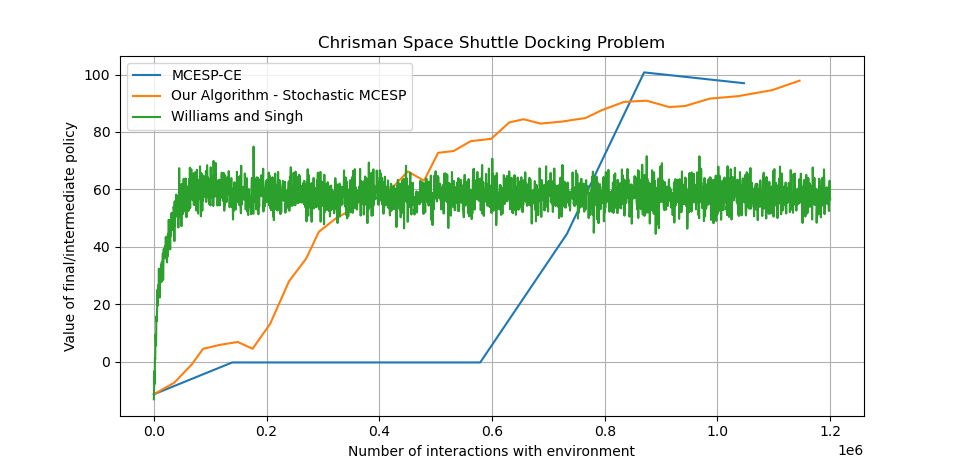 Chrisman Space Shuttle Docking Problem
MCESP-CE
Our Algorithm - Stochastic MCESP
Williams and Singh
Value of final/intermediate policy
100
80
60
40
20
0
0.0 0.2 0.4 0.6 0.8 1.0 1.2
1e6
Number of interactions with environment